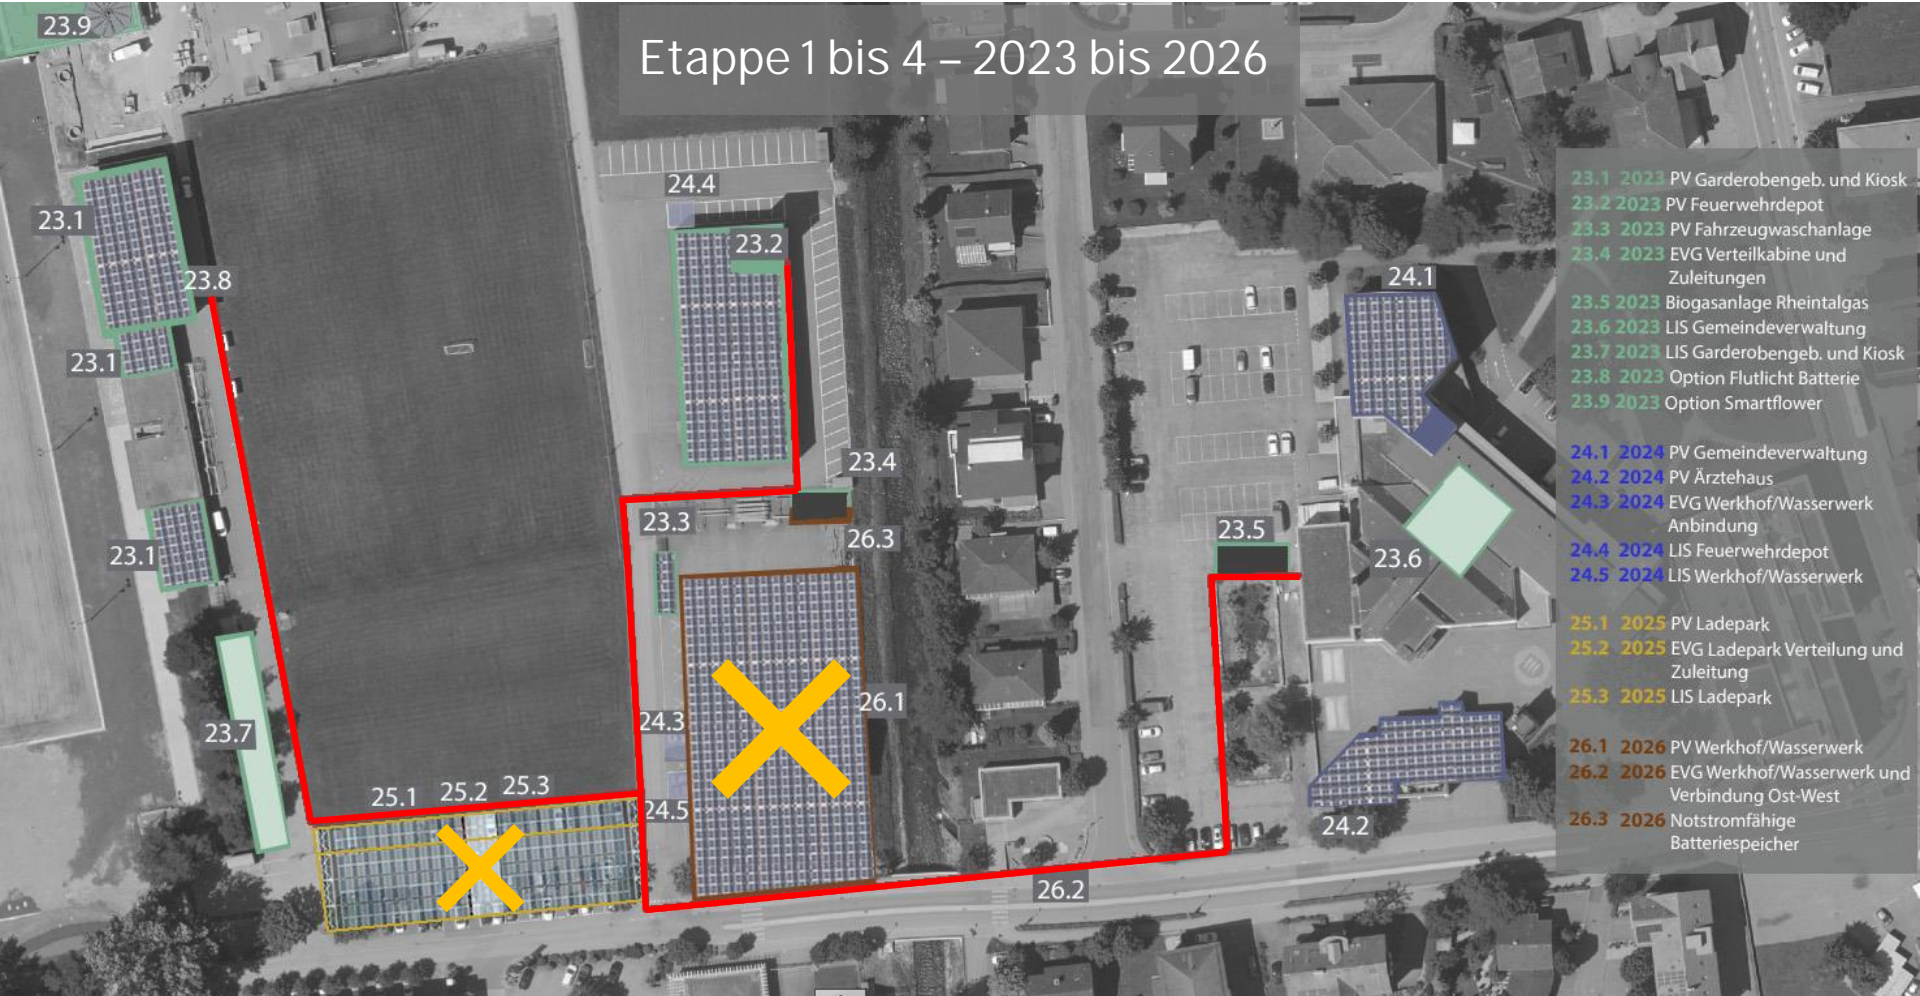 Etappe 1 bis 4 – 2023 bis 2026
23.9
23.1
23.8
23.1
23.1
23.7
24.4
23.2
23.4
23.3
26.3
24.3
26.1
24.5
25.1 25.2 25.3
26.2
24.1
23.5
23.6
24.2
23.1 2023 PV Garderobengeb. und Kiosk
23.2 2023 PV Feuerwehrdepot
23.3 2023 PV Fahrzeugwaschanlage
23.4 2023 EVG Verteilkabine und
Zuleitungen
23.5 2023 Biogasanlage Rheintalgas
23.6 2023 LIS Gemeindeverwaltung
23.7 2023 LIS Garderobengeb. und Kiosk
23.8 2023 Option Flutlicht Batterie
23.9 2023 Option Smartflower
24.1 2024 PV Gemeindeverwaltung
24.2 2024 PV Ärztehaus
24.3 2024 EVG Werkhof/Wasserwerk
Anbindung
24.4 2024 LIS Feuerwehrdepot
24.5 2024 LIS Werkhof/Wasserwerk
25.1 2025 PV Ladepark
25.2 2025 EVG Ladepark Verteilung und
Zuleitung
25.3 2025 LIS Ladepark
26.1 2026 PV Werkhof/Wasserwerk
26.2 2026 EVG Werkhof/Wasserwerk und
Verbindung Ost-West
26.3 2026 Notstromfähige
Batteriespeicher